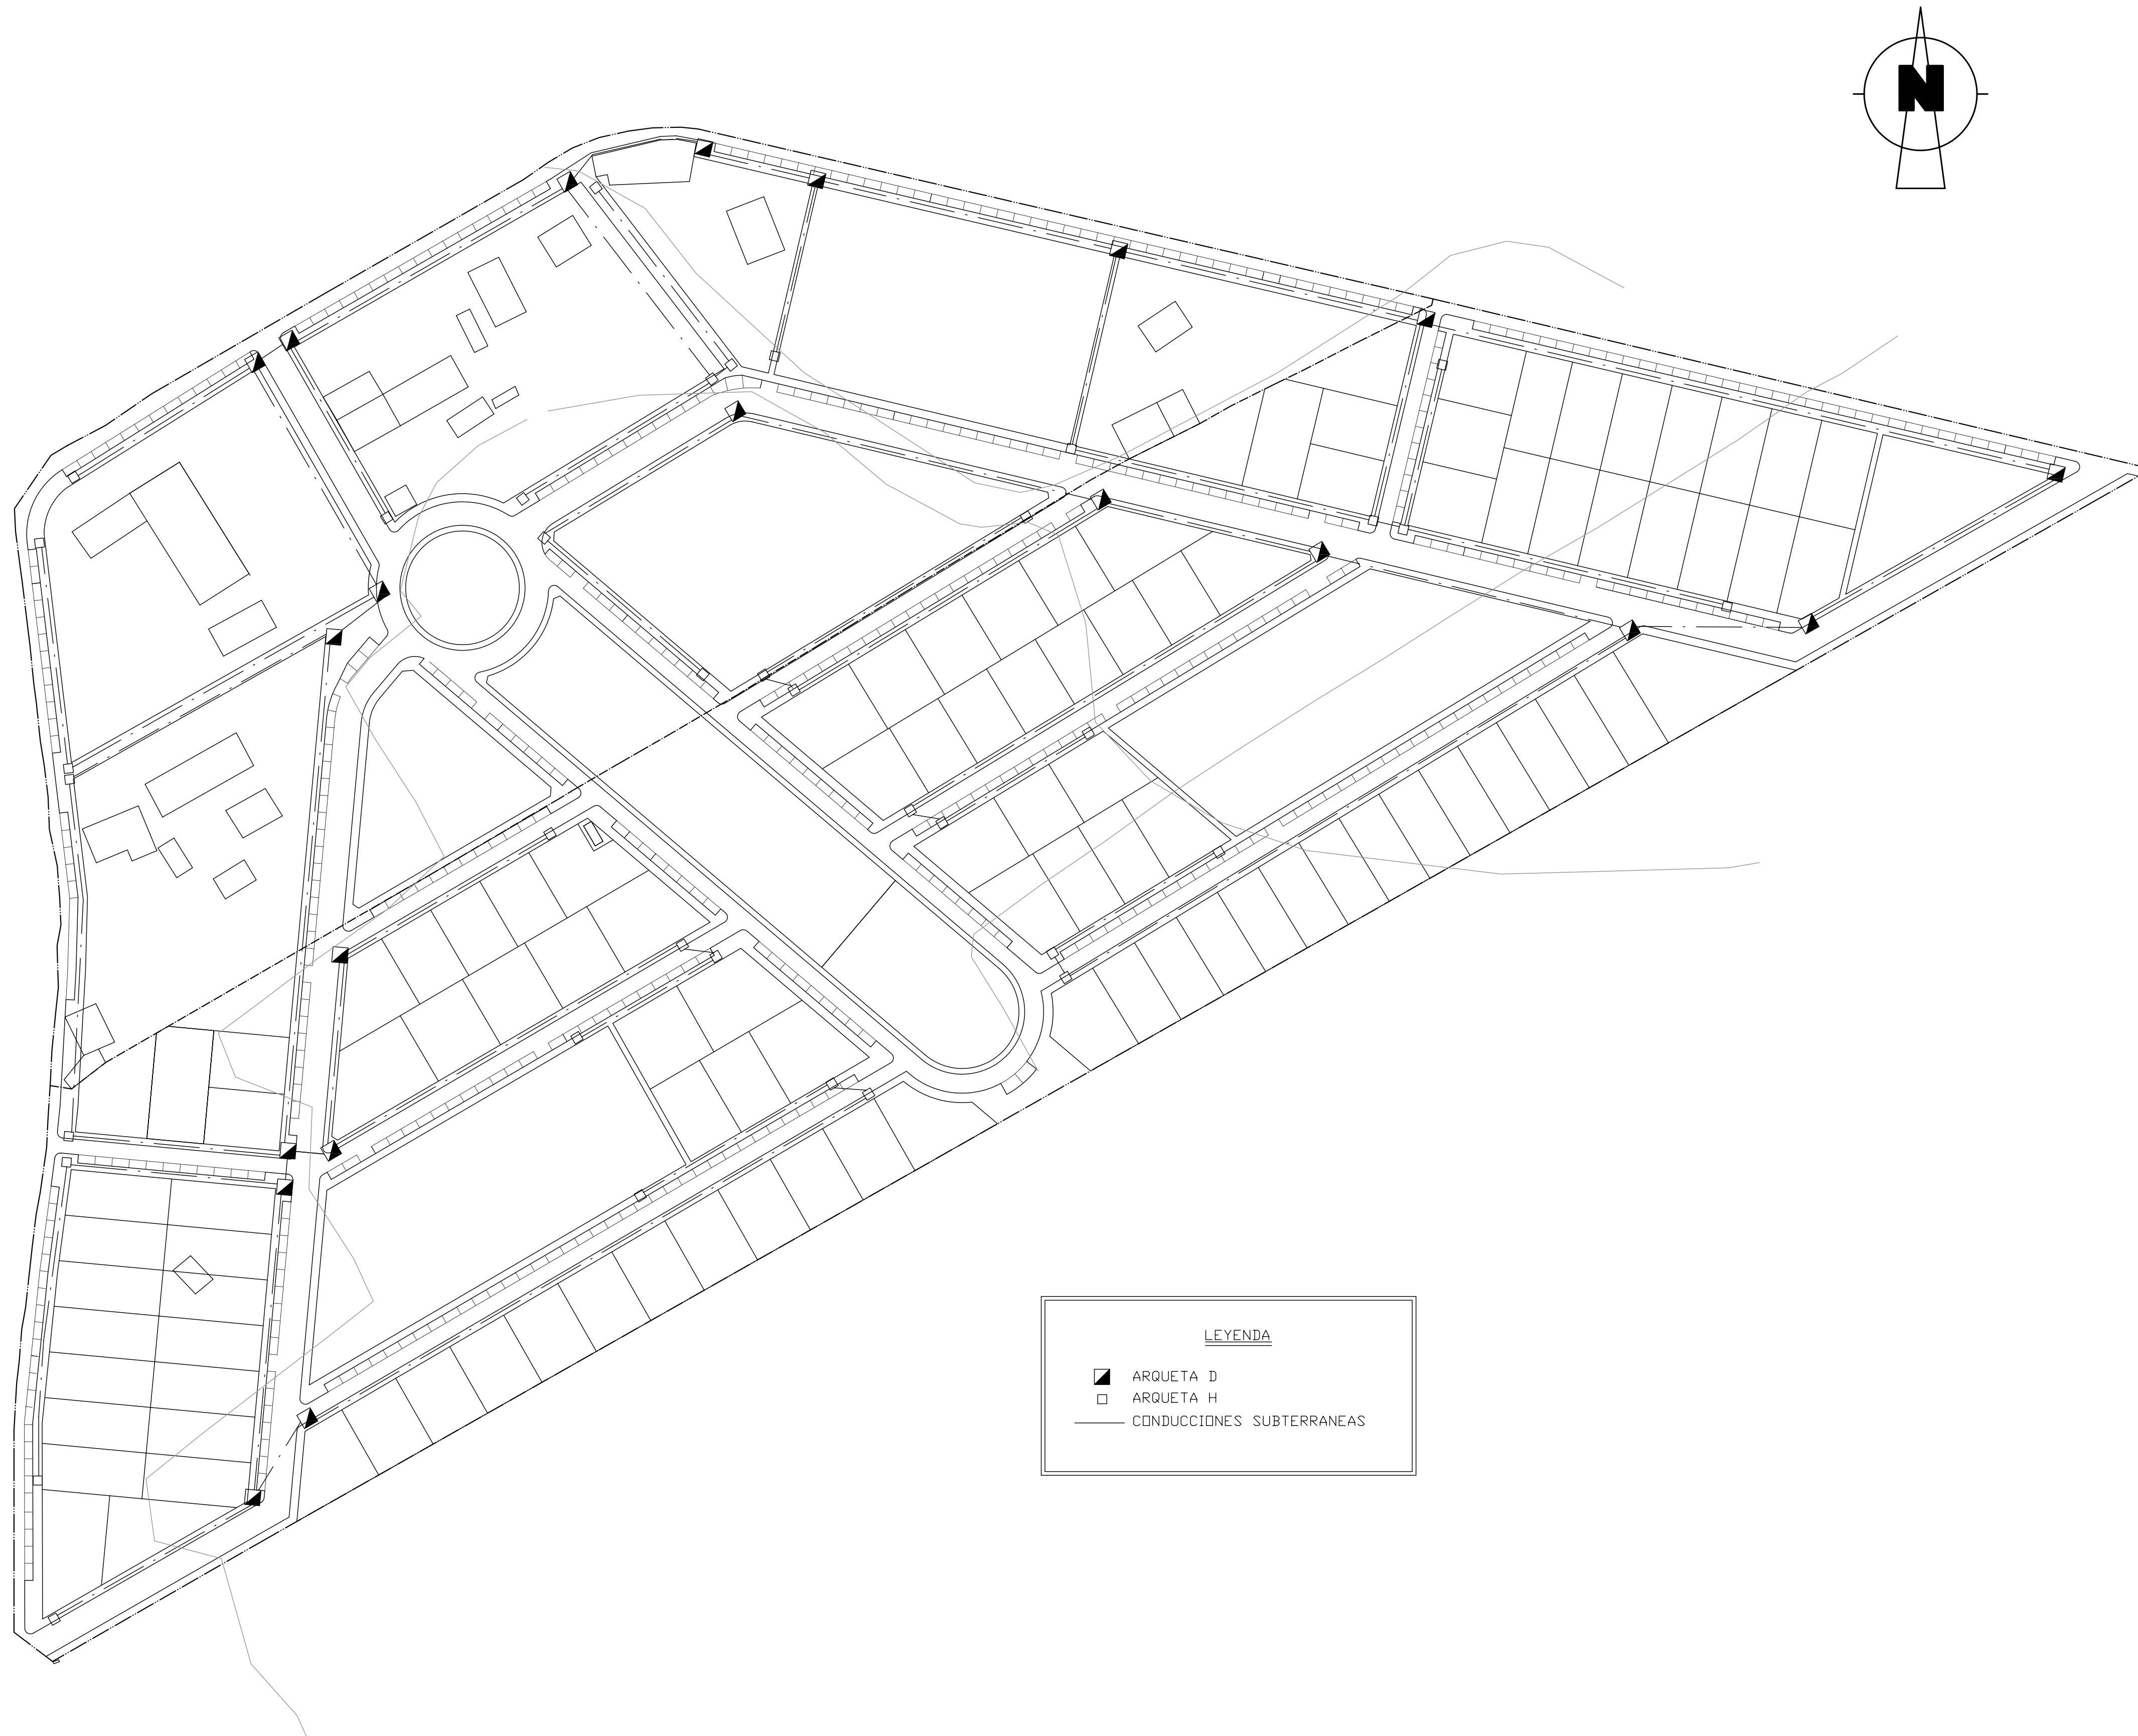 N
LEYENDA
ARQUETA D
ARQUETA H
CONDUCCIONES SUBTERRANEAS